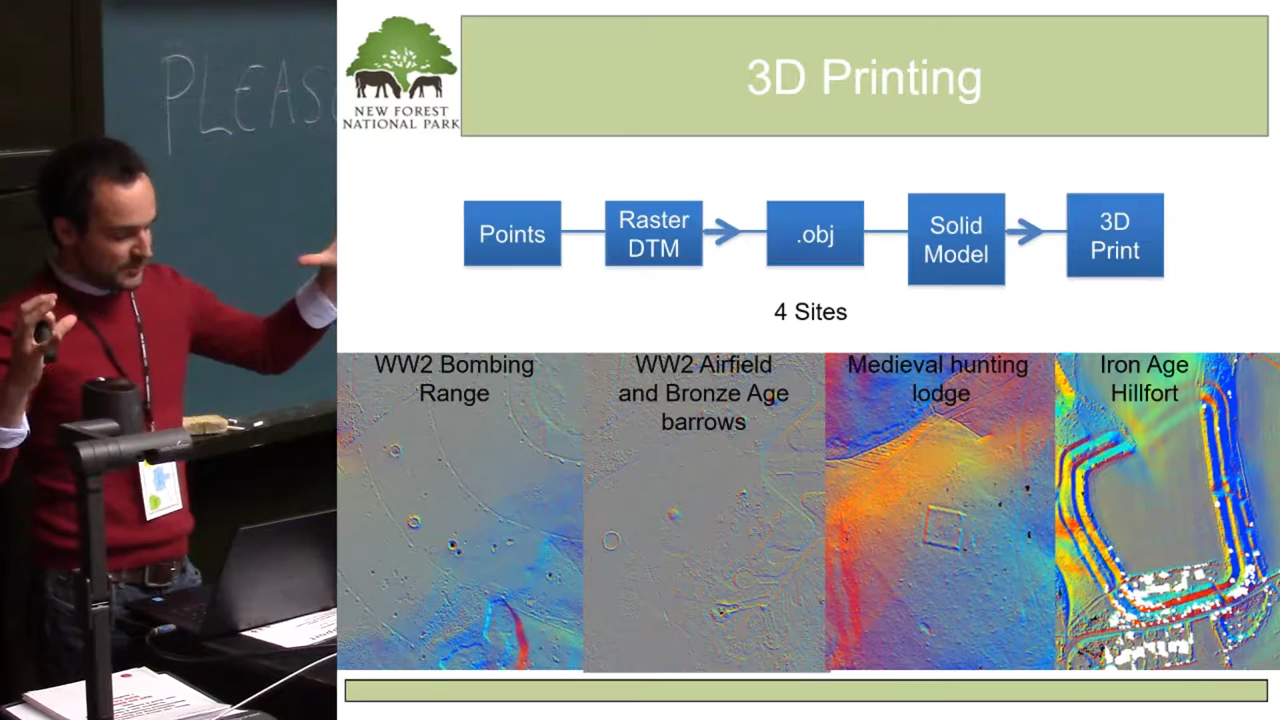 PLEAS
NEW FOREST
NATIONAL PARK
3D Printing
Points
Raster
DTM
.obj
Solid
Model
3D
Print
4 Sites
WW2 Bombing
Range
WW2 Airfield
and Bronze Age
barrows
Medieval hunting
lodge
Iron Age
Hillfort